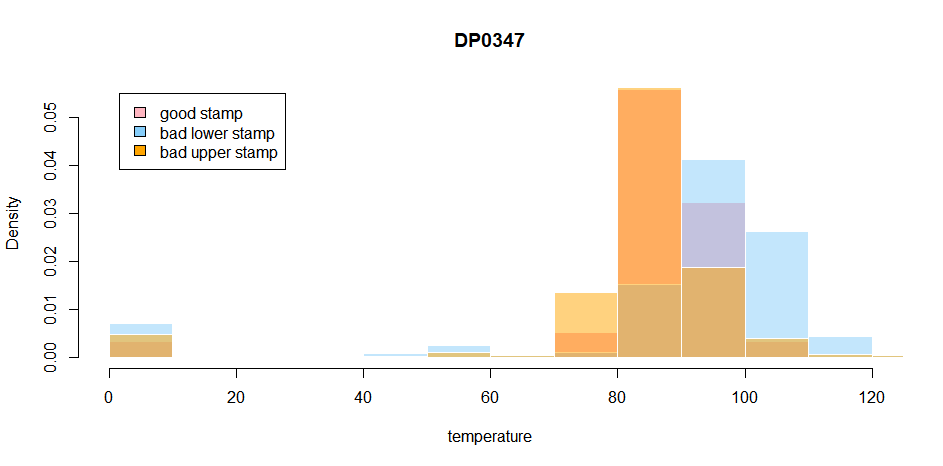 DP0347
good stamp
bad lower stamp
bad upper stamp
Density
0.05
0.04
0.03
0.02
0.01
0.00
0 20 40 60 80 100 120
temperature